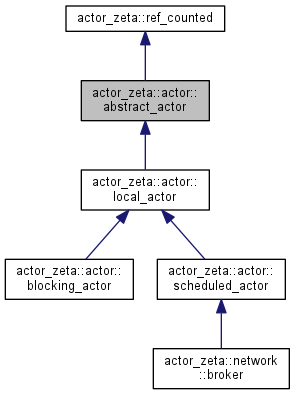 actor_zeta::ref_counted
actor_zeta::actor::
abstract_actor
actor_zeta::actor::
local_actor
actor_zeta::actor::
blocking_actor
actor_zeta::actor::
scheduled_actor
actor_zeta::network
::broker